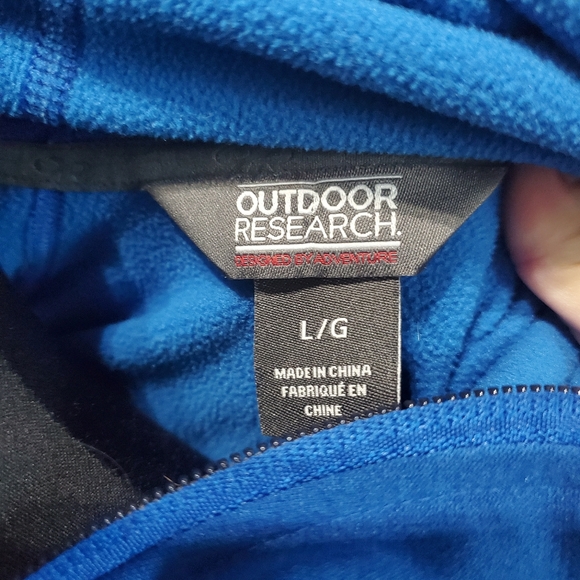 OUTDOOR
RESEARCH.
DESIGNED BY ADVENTURE
L/G
MADE IN CHINA
FABRIQUÉ EN
CHINE